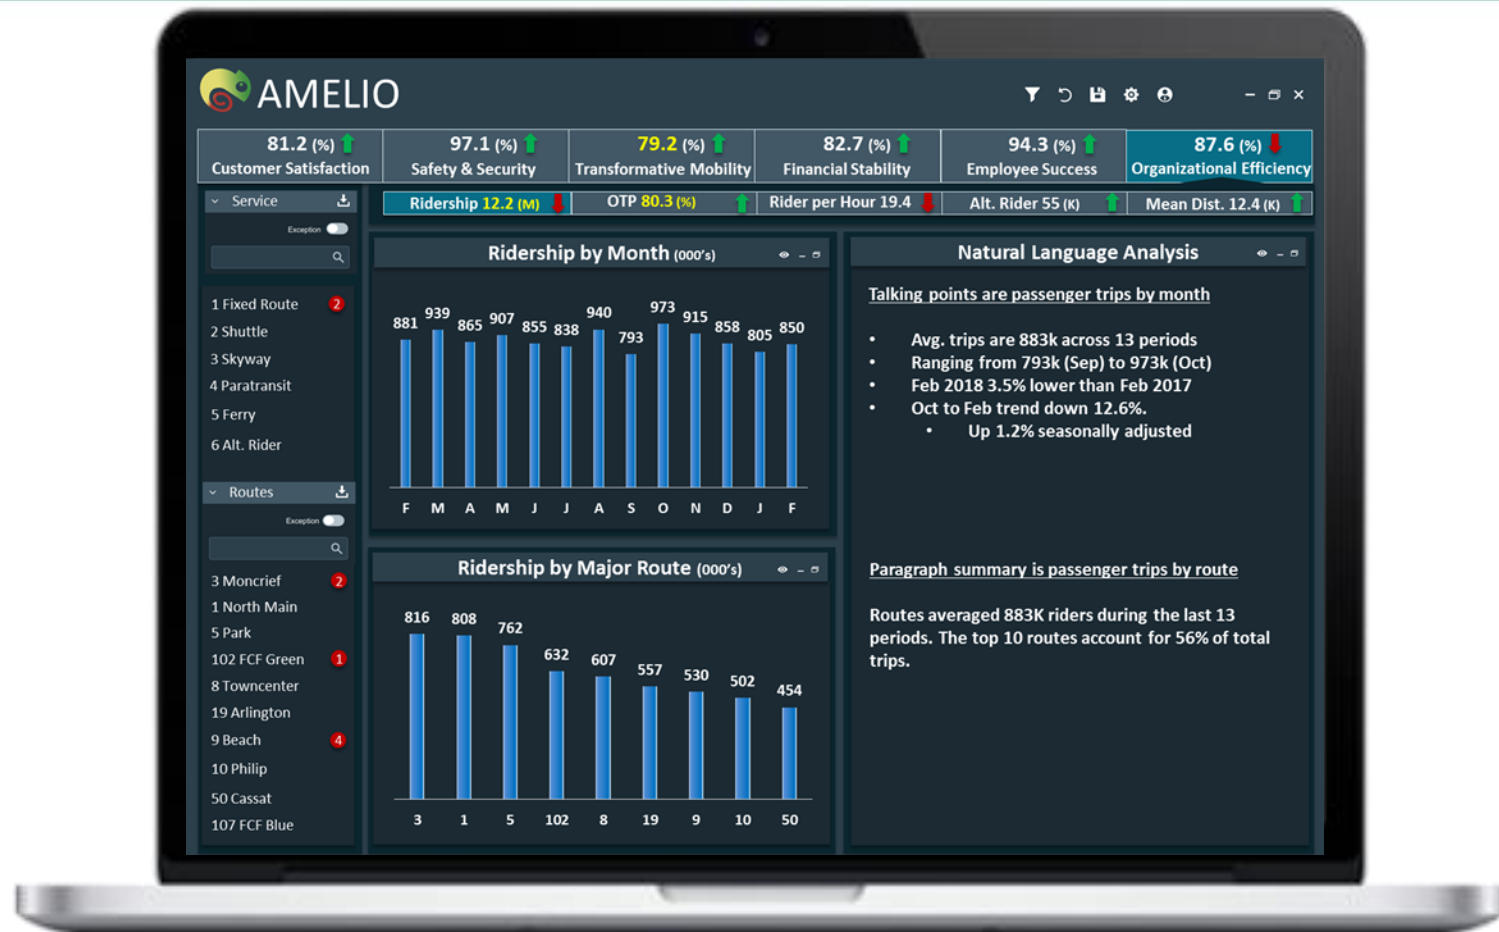 AMELIO
81.2 (%)
Customer Satisfaction
97.1 (%)
Safety & Security
79.2 (%)
Transformative Mobility
82.7 (%)
Financial Stability
94.3 (%)
Employee Success
87.6 (%)
Organizational Efficiency
Ridership 12.2 (M)
OTP 80.3 (%)
Rider per Hour 19.4
Alt. Rider 55 (K)
Mean Dist. 12.4 (K)
Service
Exception
1 Fixed Route 2
2 Shuttle
3 Skyway
4 Paratransit
5 Ferry
6 Alt. Rider
Routes
Exception
3 Moncrief 2
1 North Main
5 Park
102 FCF Green 1
8 Towncenter
19 Arlington
9 Beach 4
10 Philip
50 Cassat
107 FCF Blue
Ridership by Month (000's)
881 939 865 907 855 838 940 793 973 915 858 805 850
F M A M J J A S O N D J F
Ridership by Major Route (000's)
816 808 762 632 607 557 530 502 454
3 1 5 102 8 19 9 10 50
Natural Language Analysis
Talking points are passenger trips by month
• Avg. trips are 883k across 13 periods
• Ranging from 793k (Sep) to 973k (Oct)
• Feb 2018 3.5% lower than Feb 2017
• Oct to Feb trend down 12.6%.
• Up 1.2% seasonally adjusted
Paragraph summary is passenger trips by route
Routes averaged 883K riders during the last 13
periods. The top 10 routes account for 56% of total
trips.